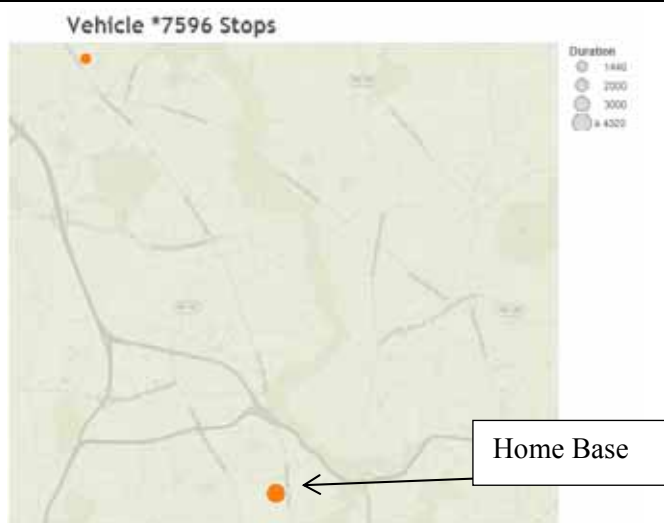 Vehicle *7596 Stops
Duration
1440
2000
3000
≥ 4320
Home Base